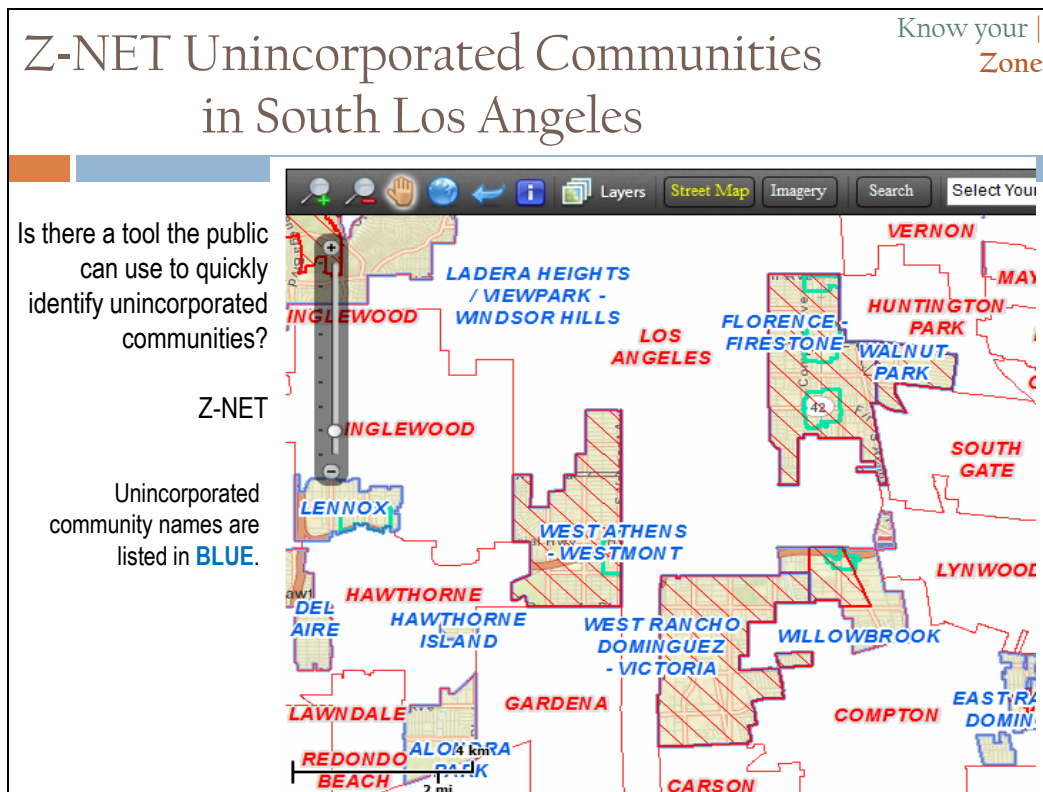 Z-NET Unincorporated Communities
in South Los Angeles
Know your |
Zone
Is there a tool the public
can use to quickly
identify unincorporated
communities?
Z-NET
Unincorporated
community names are
listed in BLUE.
Layers
Street Map
Imagery
Search
Select Your
VERNON
MAY
LADERA HEIGHTS
/ VIEWPARK -
WINDSOR HILLS
INGLEWOOD
HUNTINGTON
PARK
LOS
ANGELES
FLORENCE -
FIRESTONE
WALNUT
PARK
42
INGLEWOOD
SOUTH
GATE
LENNOX
WEST ATHENS
- WESTMONT
LYNWOOD
HAWTHORNE
DEL
AIRE
HAWTHORNE
ISLAND
WEST RANCHO
DOMINGUEZ
- VICTORIA
WILLOWBROOK
EAST RA
DOMIN
LAWNDALE
GARDENA
COMPTON
ALONDRA
PARK
REDONDO
BEACH
CARSON
4 km
2 mi